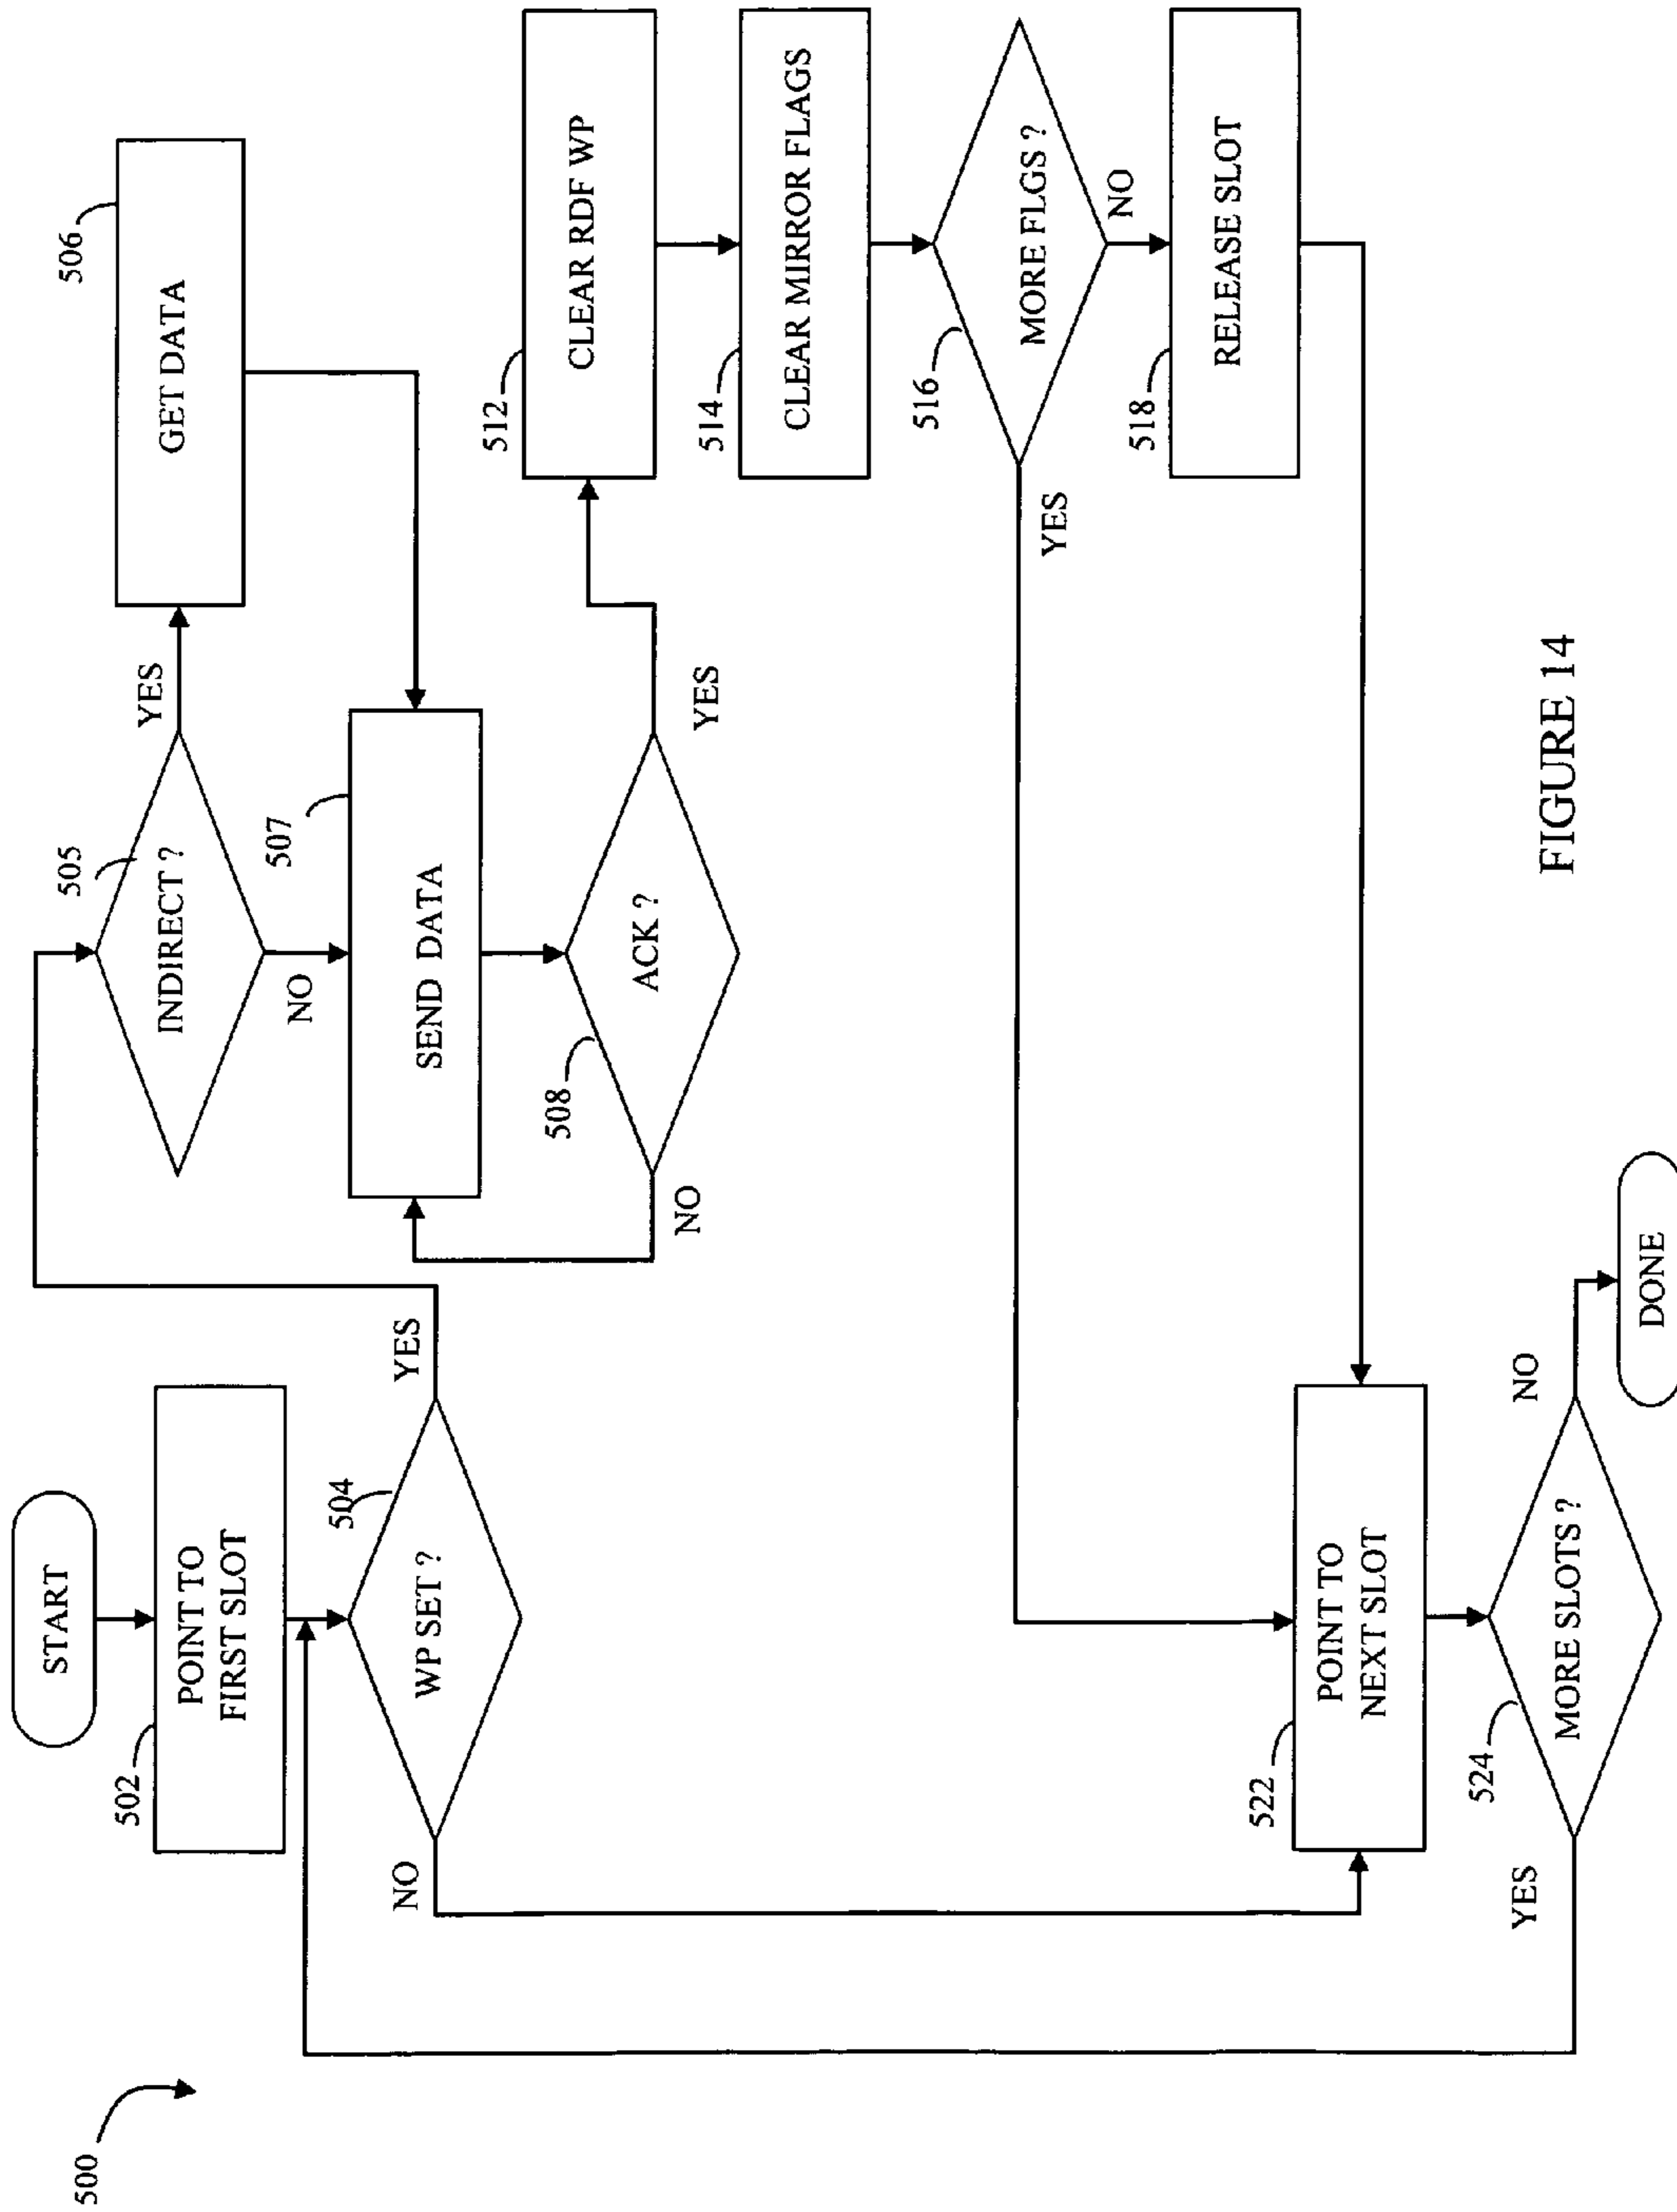 500
START
502
POINT TO
FIRST SLOT
504
WP SET ?
YES
NO
505
INDIRECT ?
YES
NO
506
GET DATA
507
SEND DATA
508
ACK ?
YES
NO
512
CLEAR RDF WP
514
CLEAR MIRROR FLAGS
516
MORE FLGS ?
YES
NO
518
RELEASE SLOT
522
POINT TO
NEXT SLOT
524
MORE SLOTS ?
YES
NO
DONE
FIGURE 14